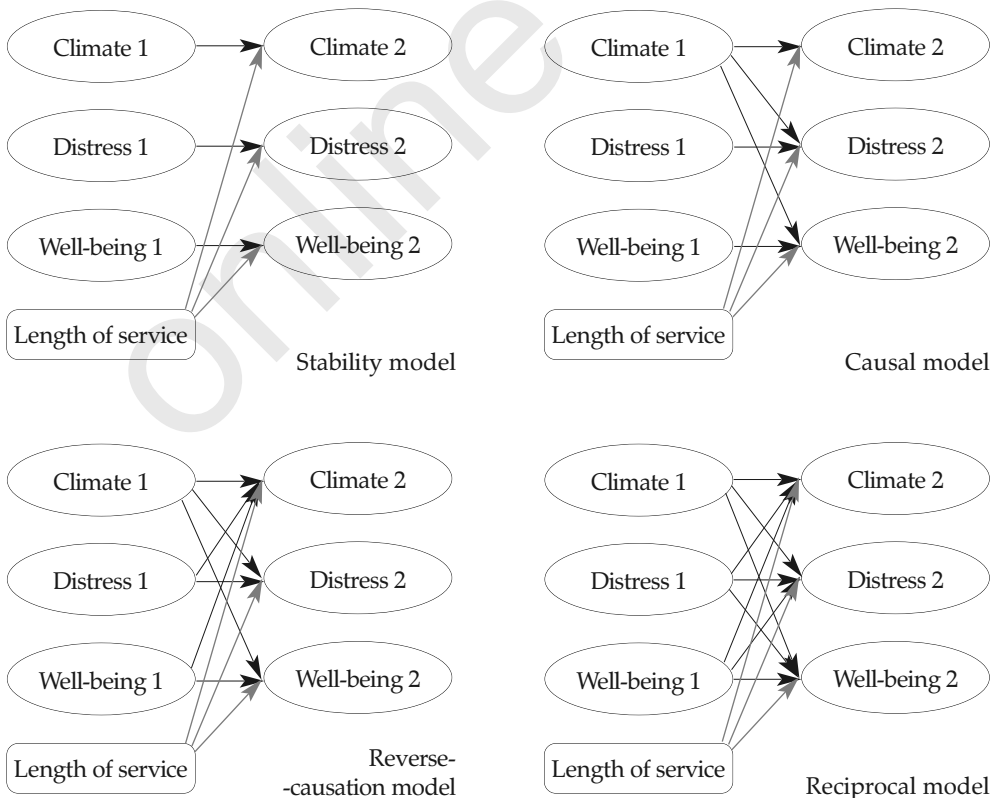 Climate 1
Climate 2
Distress 1
Distress 2
Well-being 1
Well-being 2
Length of service
Stability model
Climate 1
Climate 2
Distress 1
Distress 2
Well-being 1
Well-being 2
Length of service
Causal model
Climate 1
Climate 2
Distress 1
Distress 2
Well-being 1
Well-being 2
Length of service
Reverse-
-causation model
Climate 1
Climate 2
Distress 1
Distress 2
Well-being 1
Well-being 2
Length of service
Reciprocal model
online